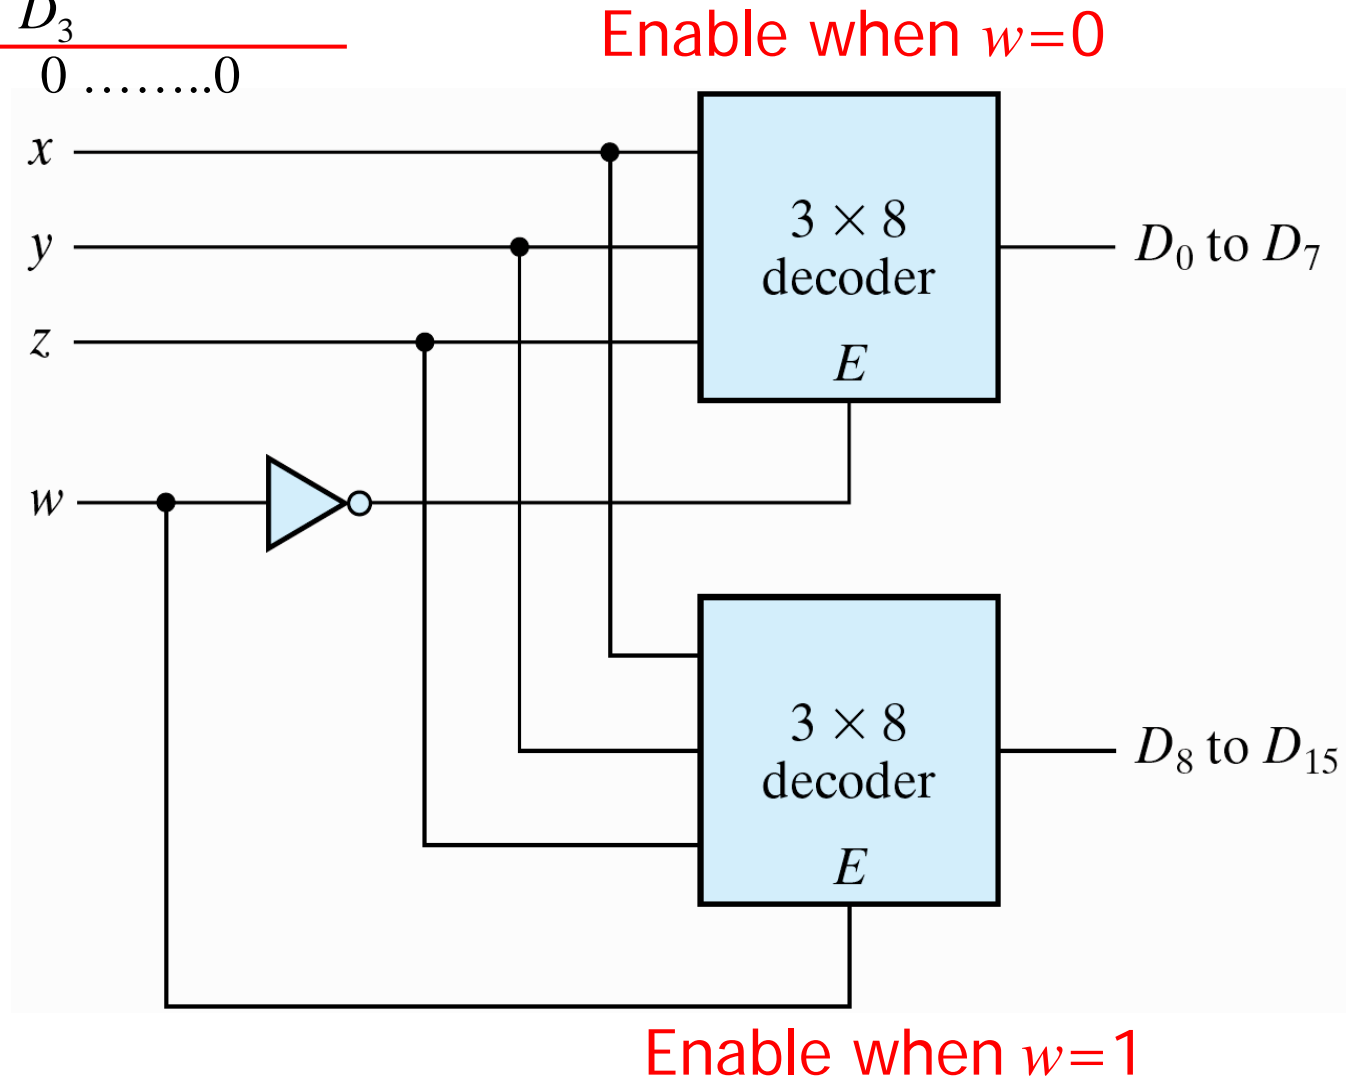 D₃
Enable when w=0
0 ……..0
x
3 × 8
y
D₀ to D₇
decoder
z
E
w
3 × 8
D₈ to D₁₅
decoder
E
Enable when w=1